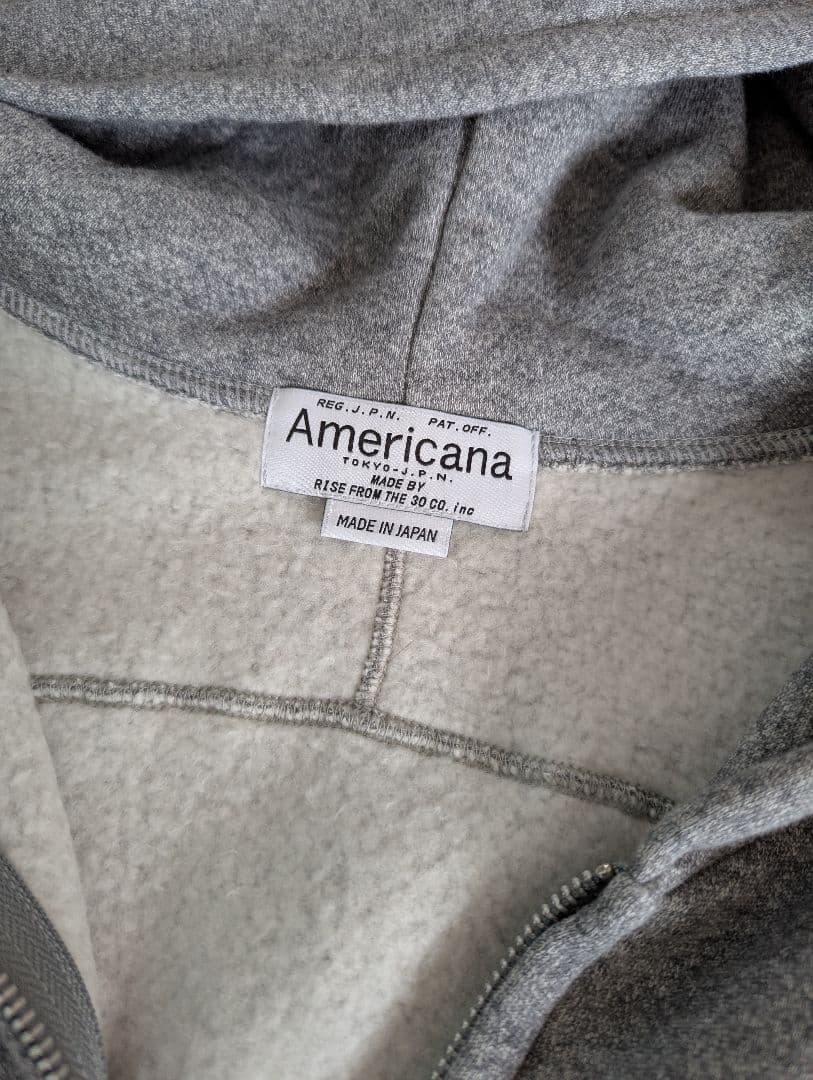 REG.J.P.N. PAT.OFF.
Americana
TOKYO-J.P.N.
MADE BY
RISE FROM THE 30 CO. inc
MADE IN JAPAN